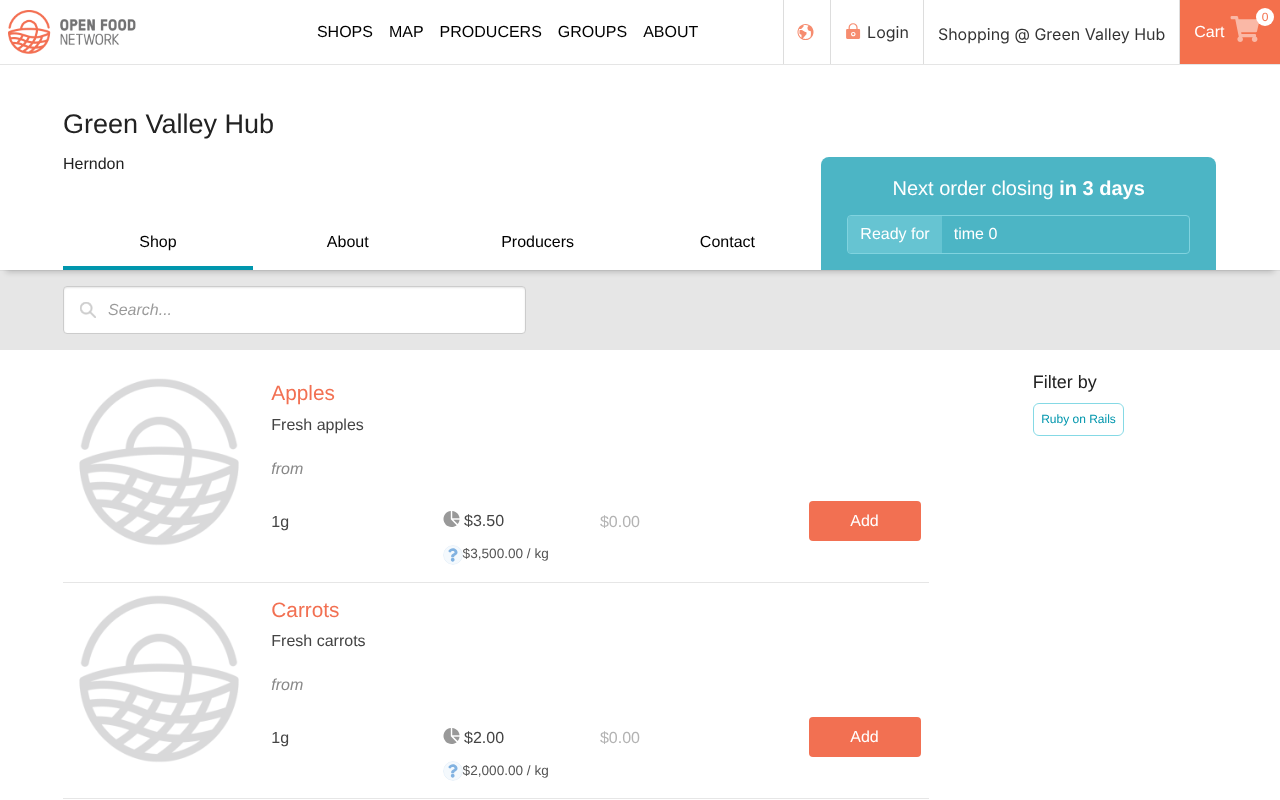 OPEN FOOD
NETWORK
SHOPS MAP PRODUCERS GROUPS ABOUT
Login
Shopping @ Green Valley Hub
Cart 0
Green Valley Hub
Herndon
Next order closing in 3 days
Ready for time 0
Shop About Producers Contact
Search...
Filter by
Ruby on Rails
Apples
Fresh apples
from
1g $3.50 $0.00 Add
? $3,500.00 / kg
Carrots
Fresh carrots
from
1g $2.00 $0.00 Add
? $2,000.00 / kg